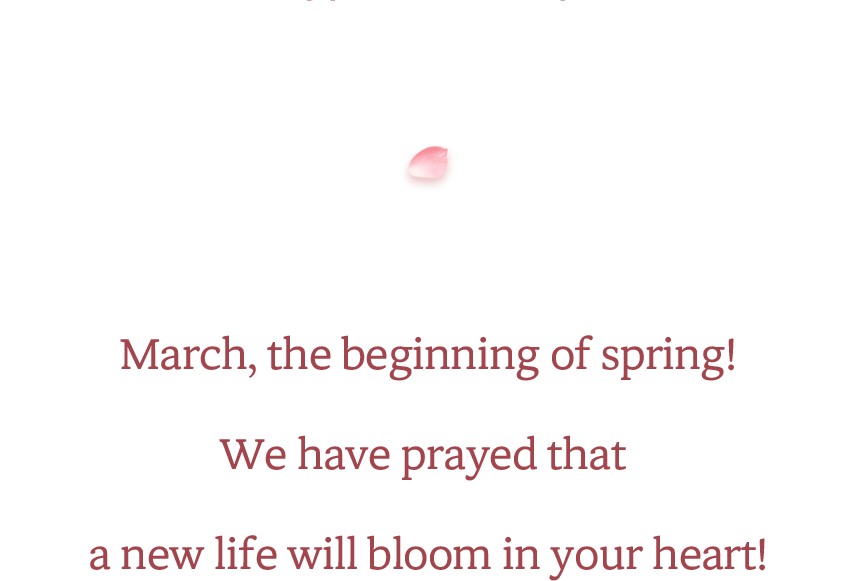 March, the beginning of spring!
We have prayed that
a new life will bloom in your heart!